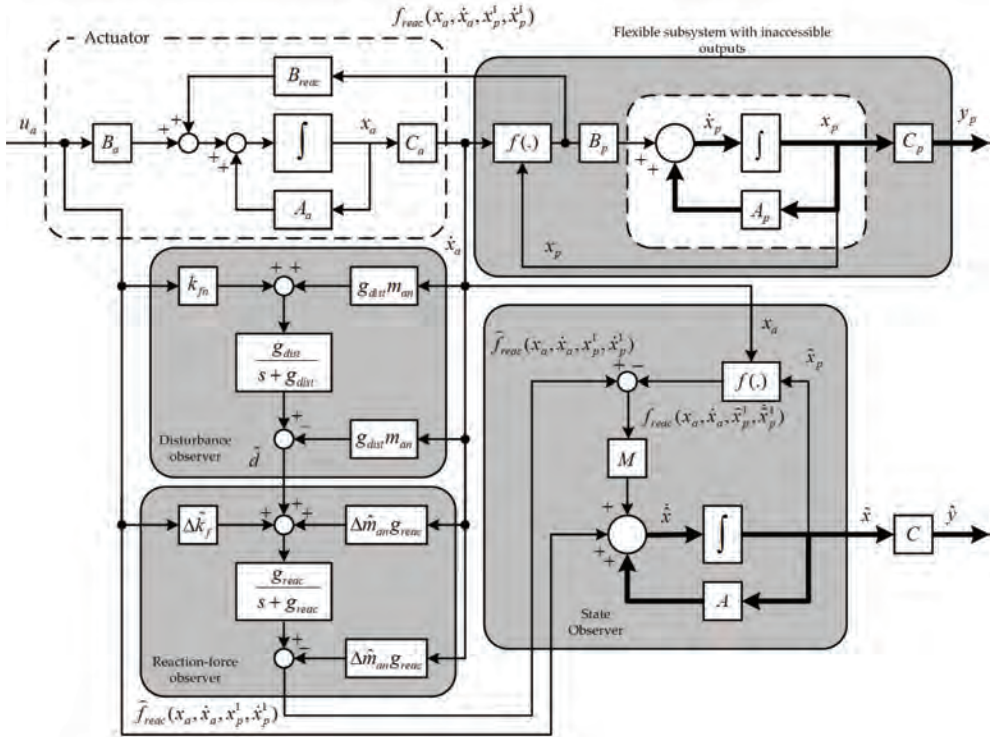 f_reac(x_a, ẋ_a, x_p^1, ẋ_p^1)
Actuator
Flexible subsystem with inaccessible
outputs
B_reac
u_a
B_a
∫
x_a
C_a
A_a
f(.)
B_p
ẋ_p
∫
x_p
C_p
y_p
A_p
x_p
ẋ_a
k_fn
g_dist m_an
g_dist
s + g_dist
g_dist m_an
Disturbance
observer
d̂
Δk̂_f
Δm̂_an g_reac
g_reac
s + g_reac
Δm̂_an g_reac
Reaction-force
observer
f̂_reac(x_a, ẋ_a, x_p^1, ẋ_p^1)
f̂_reac(x_a, ẋ_a, x_p^1, ẋ_p^1)
x_a
x̂_p
f(.)
f̂_reac(x_a, ẋ_a, x̂_p^1, x̂̇_p^1)
M
x̂̇
∫
x̂
C
ŷ
A
State
Observer